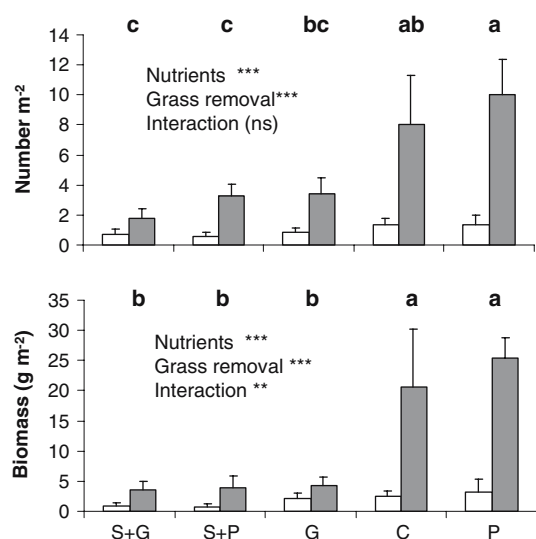 c c bc ab a
14
12
10
8
6
4
2
0
Number m-2
Nutrients ***
Grass removal***
Interaction (ns)
b b b a a
35
30
25
20
15
10
5
0
Biomass (g m-2)
Nutrients ***
Grass removal ***
Interaction **
S+G S+P G C P